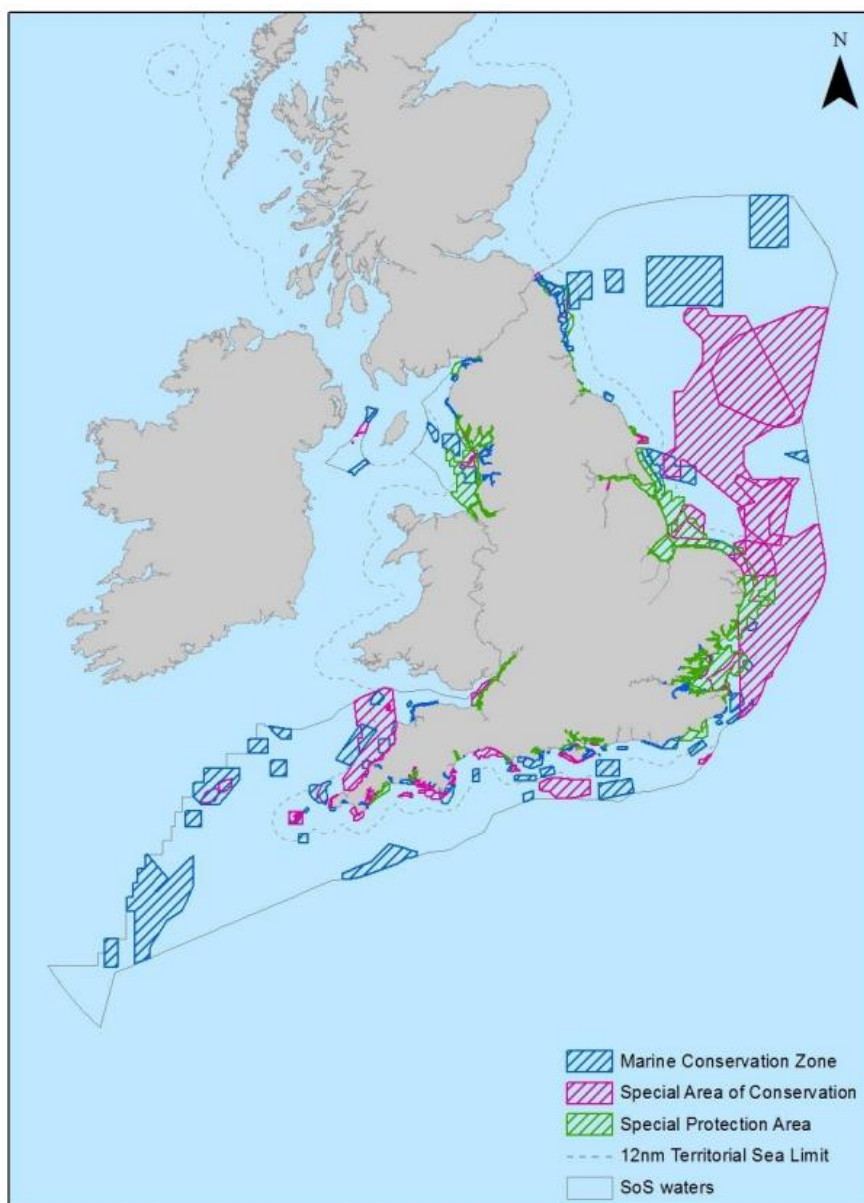 N
Marine Conservation Zone
Special Area of Conservation
Special Protection Area
12nm Territorial Sea Limit
SoS waters